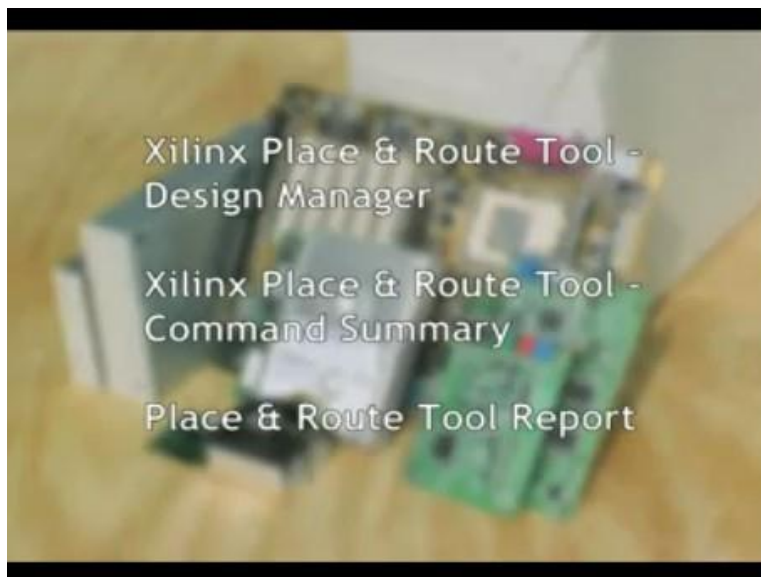 Xilinx Place & Route Tool -
Design Manager
Xilinx Place & Route Tool -
Command Summary
Place & Route Tool Report